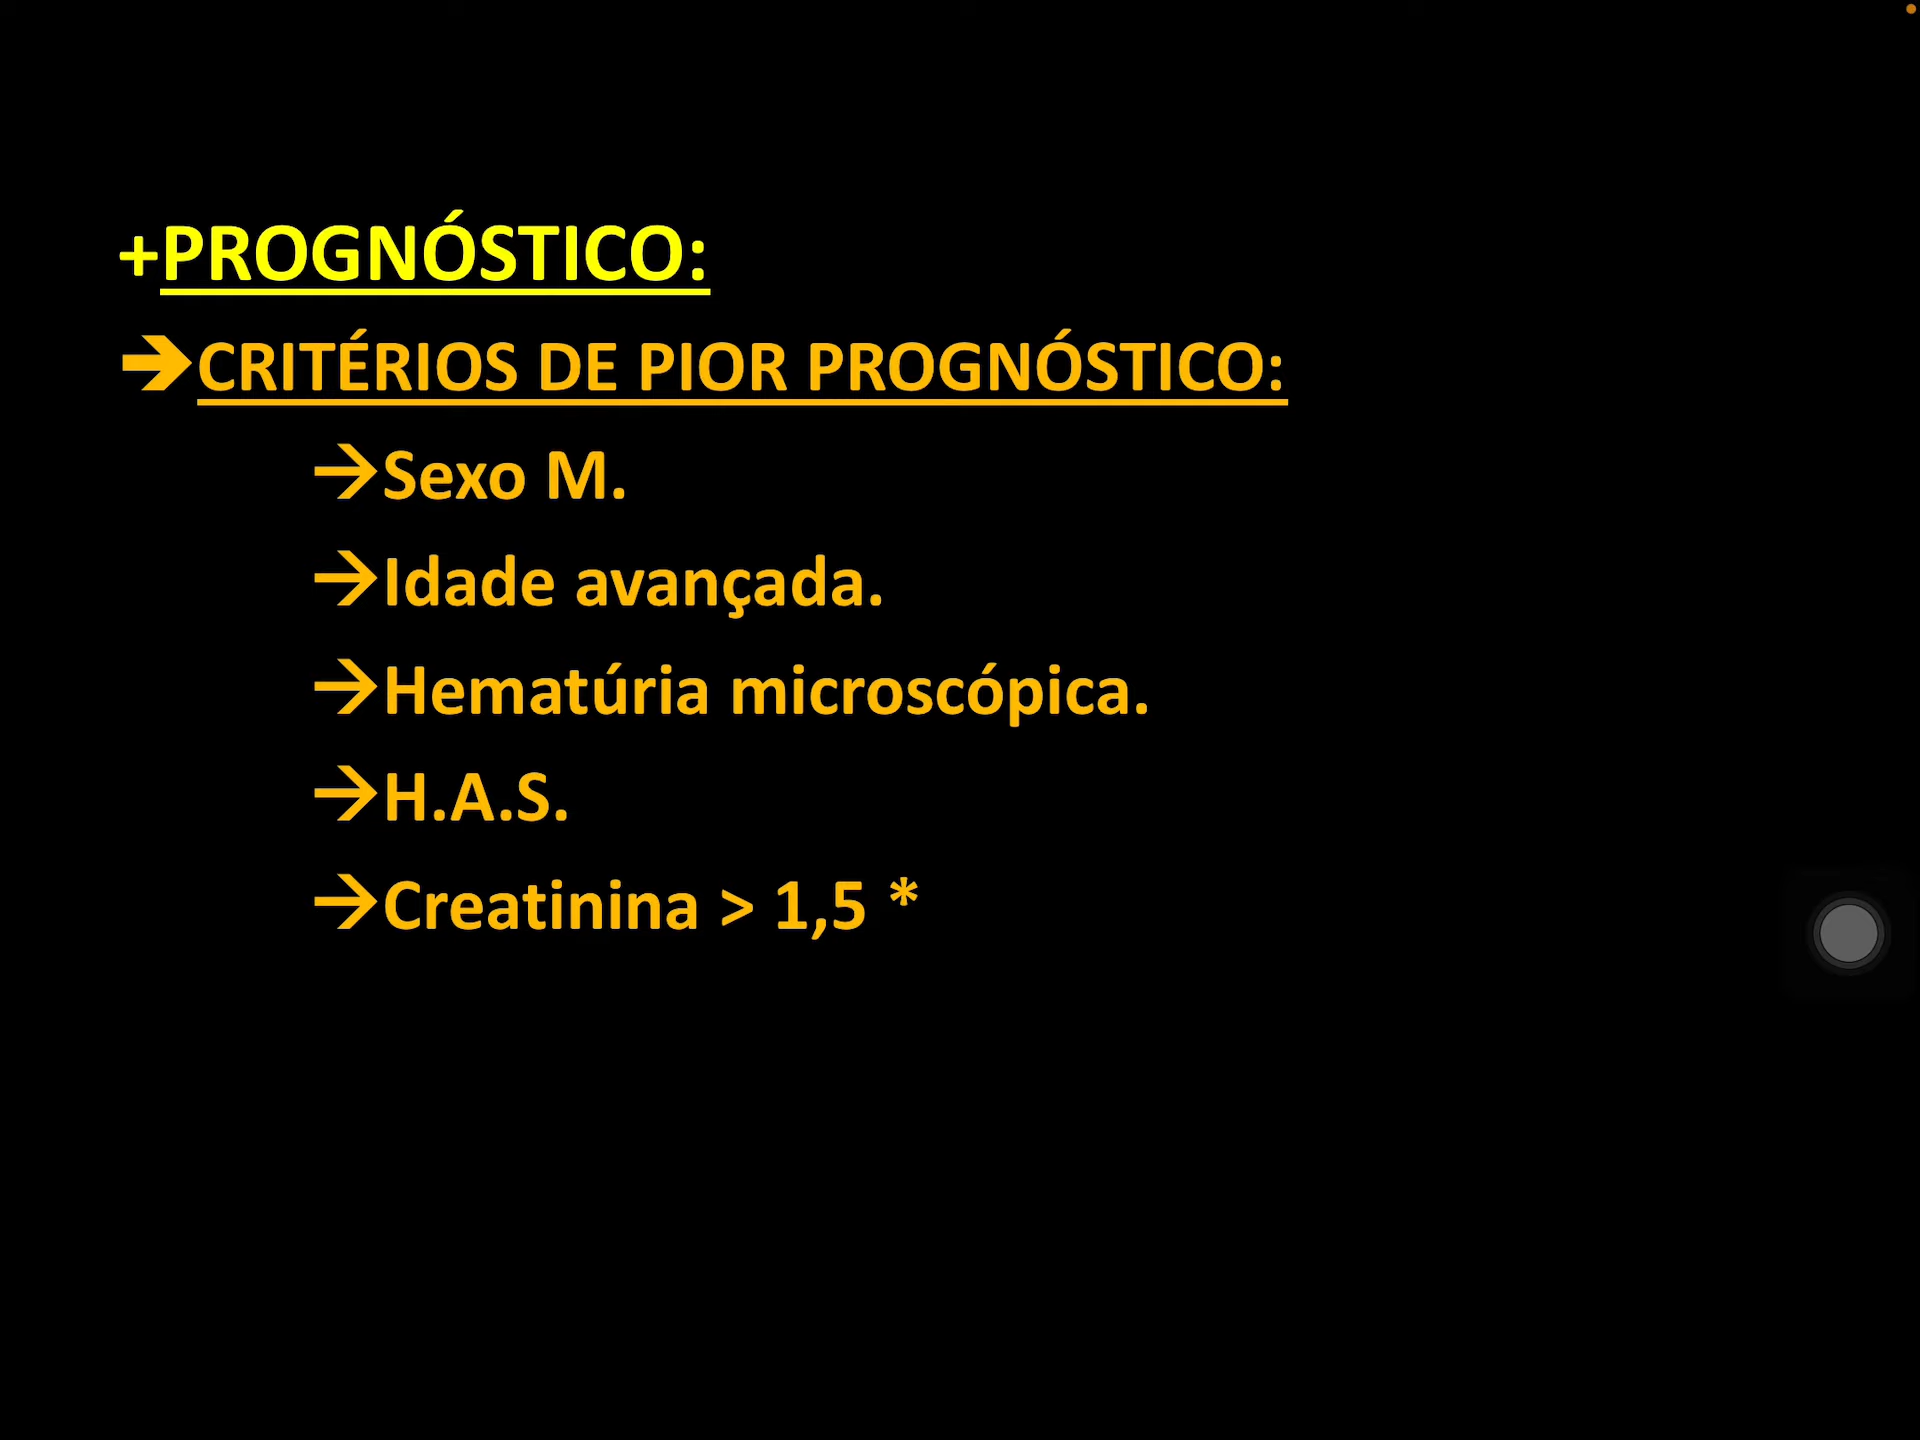 +PROGNÓSTICO:
➔CRITÉRIOS DE PIOR PROGNÓSTICO:
→Sexo M.
→Idade avançada.
→Hematúria microscópica.
→H.A.S.
→Creatinina > 1,5 *